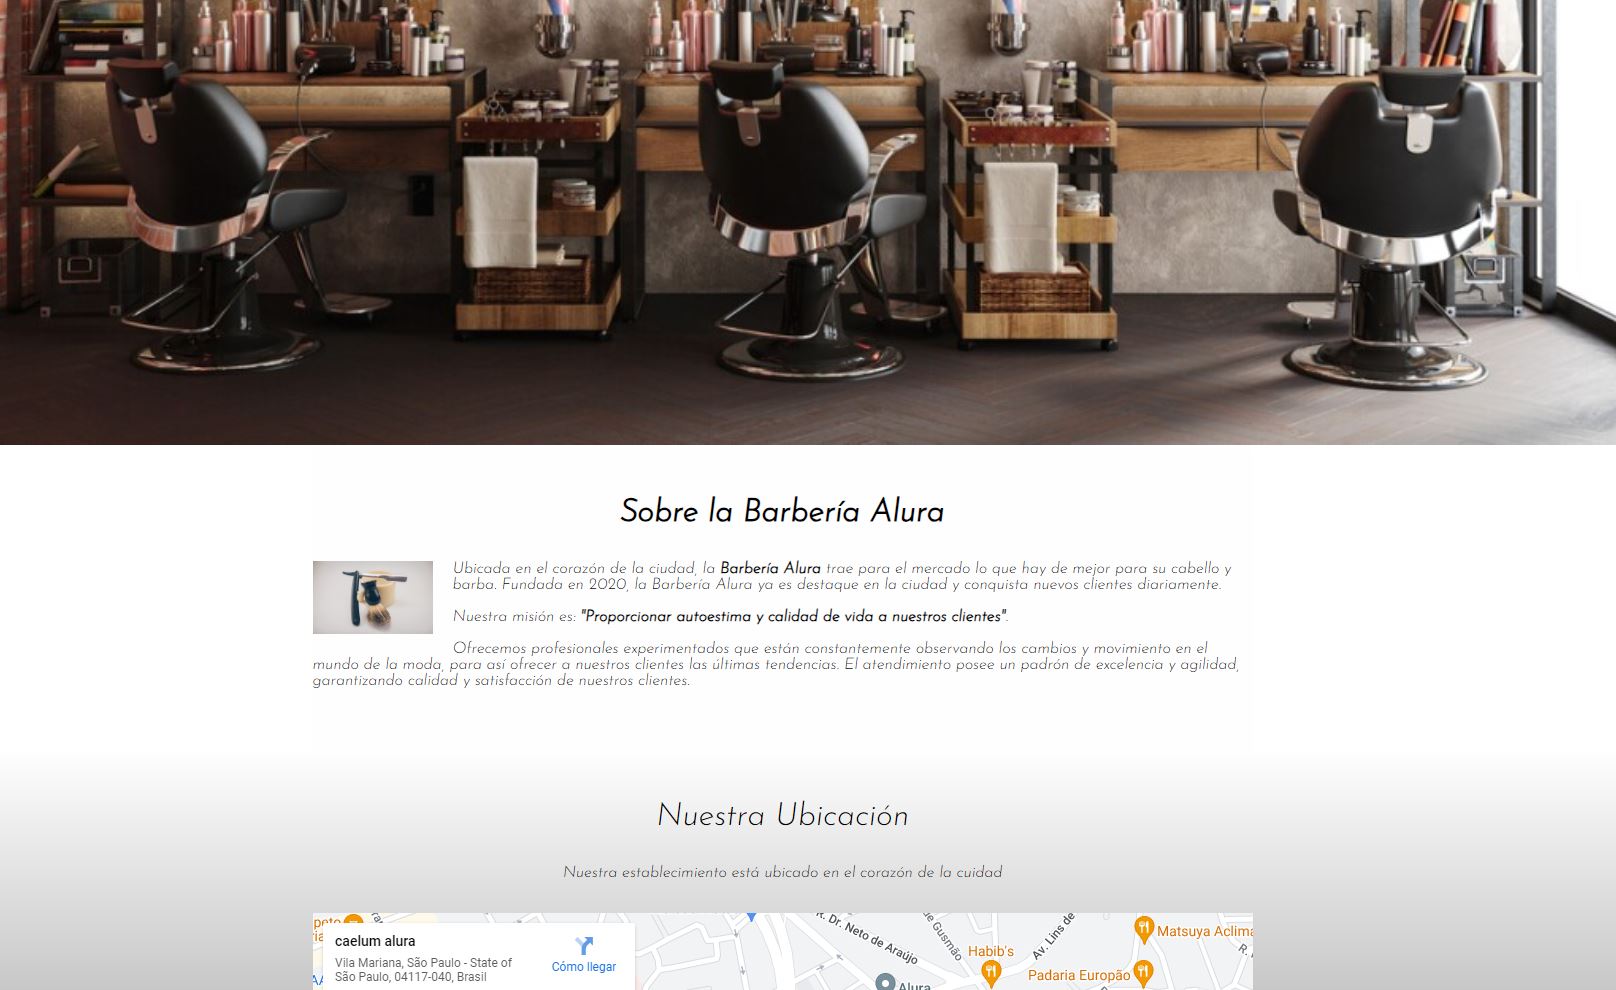 Sobre la Barbería Alura
Ubicada en el corazón de la ciudad, la Barbería Alura trae para el mercado lo que hay de mejor para su cabello y
barba. Fundada en 2020, la Barbería Alura ya es destaque en la ciudad y conquista nuevos clientes diariamente.
Nuestra misión es: "Proporcionar autoestima y calidad de vida a nuestros clientes".
Ofrecemos profesionales experimentados que están constantemente observando los cambios y movimiento en el
mundo de la moda, para así ofrecer a nuestros clientes las últimas tendencias. El atendimiento posee un padrón de excelencia y agilidad,
garantizando calidad y satisfacción de nuestros clientes.
Nuestra Ubicación
Nuestra establecimiento está ubicado en el corazón de la cuidad
caelum alura
Vila Mariana, São Paulo - State of
São Paulo, 04117-040, Brasil
Cómo llegar
R. Dr. Neto de Araújo
de Gusmão
Av. Lins de
Habib's
Matsuya Aclima
Padaria Europão
Alura
R.